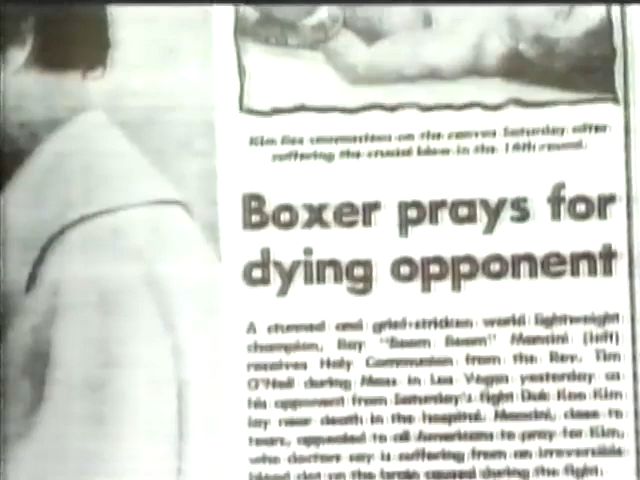 Kim lies unconscious on the canvas Saturday after
suffering the crucial blow in the 14th round.
Boxer prays for
dying opponent
A stunned and grief-stricken world lightweight
champion, Ray "Boom Boom" Mancini (left)
receives Holy Communion from the Rev. Tim
O'Neil during Mass in Las Vegas yesterday as
his opponent from Saturday's fight Duk Koo Kim
lay near death in the hospital. Mancini, close to
tears, appealed to all Americans to pray for Kim,
who doctors say is suffering from an irreversible
blood clot on the brain caused during the fight.